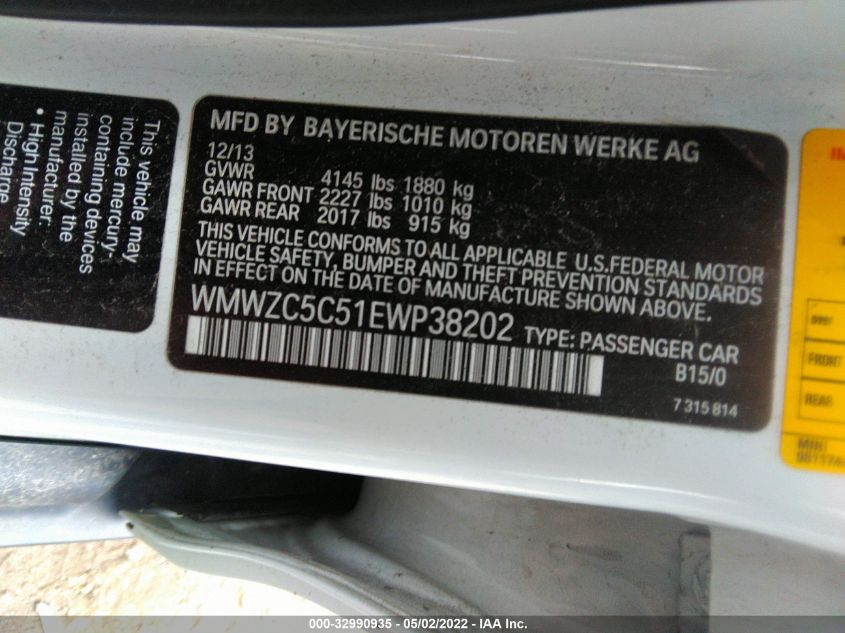 This vehicle may
include mercury-
containing devices
installed by the
manufacturer:
• High Intensity
Discharge
MFD BY BAYERISCHE MOTOREN WERKE AG
12/13
GVWR 4145 lbs 1880 kg
GAWR FRONT 2227 lbs 1010 kg
GAWR REAR 2017 lbs 915 kg
THIS VEHICLE CONFORMS TO ALL APPLICABLE U.S.FEDERAL MOTOR
VEHICLE SAFETY, BUMPER AND THEFT PREVENTION STANDARDS
IN EFFECT ON THE DATE OF MANUFACTURE SHOWN ABOVE.
WMWZC5C51EWP38202 TYPE: PASSENGER CAR
B15/0
7 315 814
FRONT
REAR
000-32990935 - 05/02/2022 - IAA Inc.